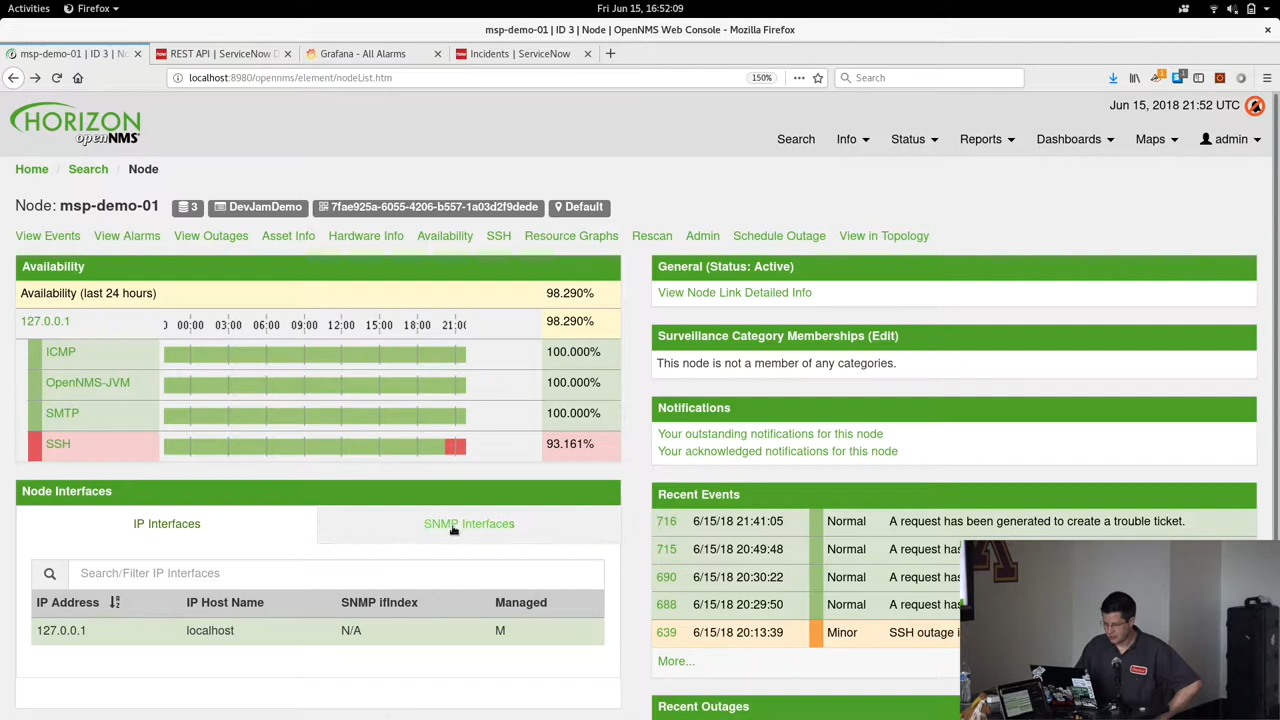 Activities Firefox Fri Jun 15, 16:52:09
msp-demo-01 | ID 3 | Node | OpenNMS Web Console - Mozilla Firefox
msp-demo-01 | ID 3 | No REST API | ServiceNow D Grafana - All Alarms Incidents | ServiceNow
localhost:8980/opennms/element/nodeList.htm 150% Search
HORIZON
openNMS
Jun 15, 2018 21:52 UTC
Search Info Status Reports Dashboards Maps admin
Home Search Node
Node: msp-demo-01 3 DevJamDemo 7fae925a-6055-4206-b557-1a03d2f9dede Default
View Events View Alarms View Outages Asset Info Hardware Info Availability SSH Resource Graphs Rescan Admin Schedule Outage View in Topology
Availability
Availability (last 24 hours) 98.290%
127.0.0.1 00:00 03:00 06:00 09:00 12:00 15:00 18:00 21:00 98.290%
ICMP 100.000%
OpenNMS-JVM 100.000%
SMTP 100.000%
SSH 93.161%
Node Interfaces
IP Interfaces SNMP Interfaces
Search/Filter IP Interfaces
IP Address IP Host Name SNMP ifIndex Managed
127.0.0.1 localhost N/A M
General (Status: Active)
View Node Link Detailed Info
Surveillance Category Memberships (Edit)
This node is not a member of any categories.
Notifications
Your outstanding notifications for this node
Your acknowledged notifications for this node
Recent Events
716 6/15/18 21:41:05 Normal A request has been generated to create a trouble ticket.
715 6/15/18 20:49:48 Normal A request has
690 6/15/18 20:30:22 Normal A request has
688 6/15/18 20:29:50 Normal A request has
639 6/15/18 20:13:39 Minor SSH outage i
More...
Recent Outages